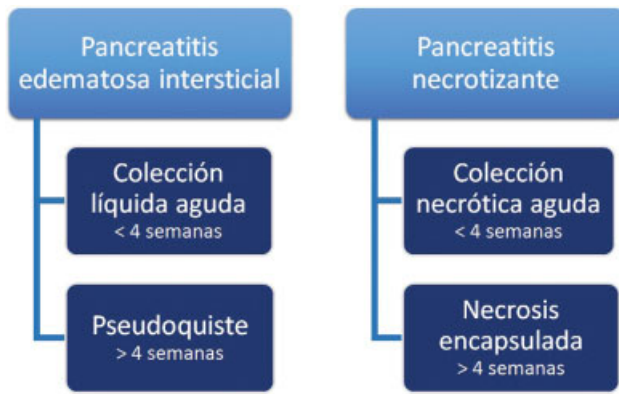 Pancreatitis
edematosa intersticial
Colección
líquida aguda
< 4 semanas
Pseudoquiste
> 4 semanas
Pancreatitis
necrotizante
Colección
necrótica aguda
< 4 semanas
Necrosis
encapsulada
> 4 semanas